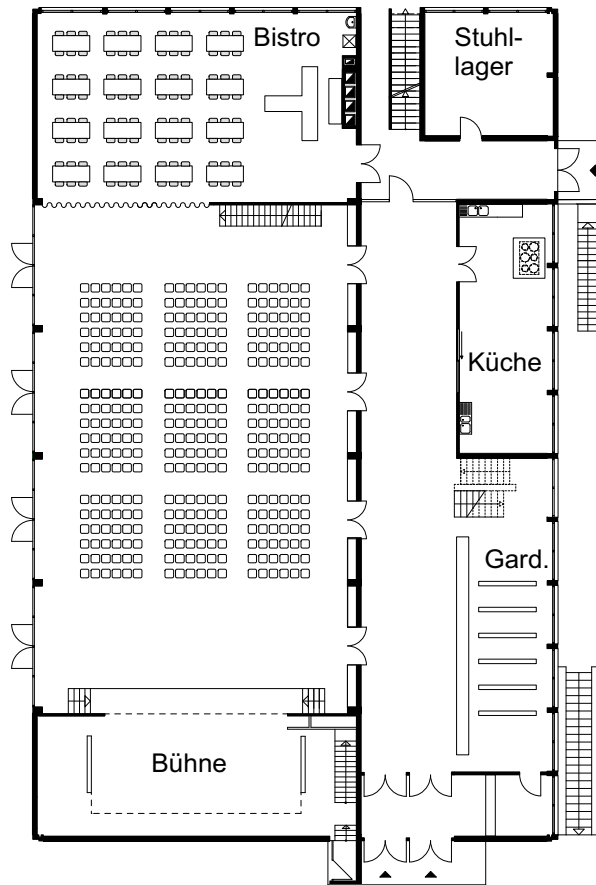 Bistro
Stuhl-
lager
Küche
Gard.
Bühne